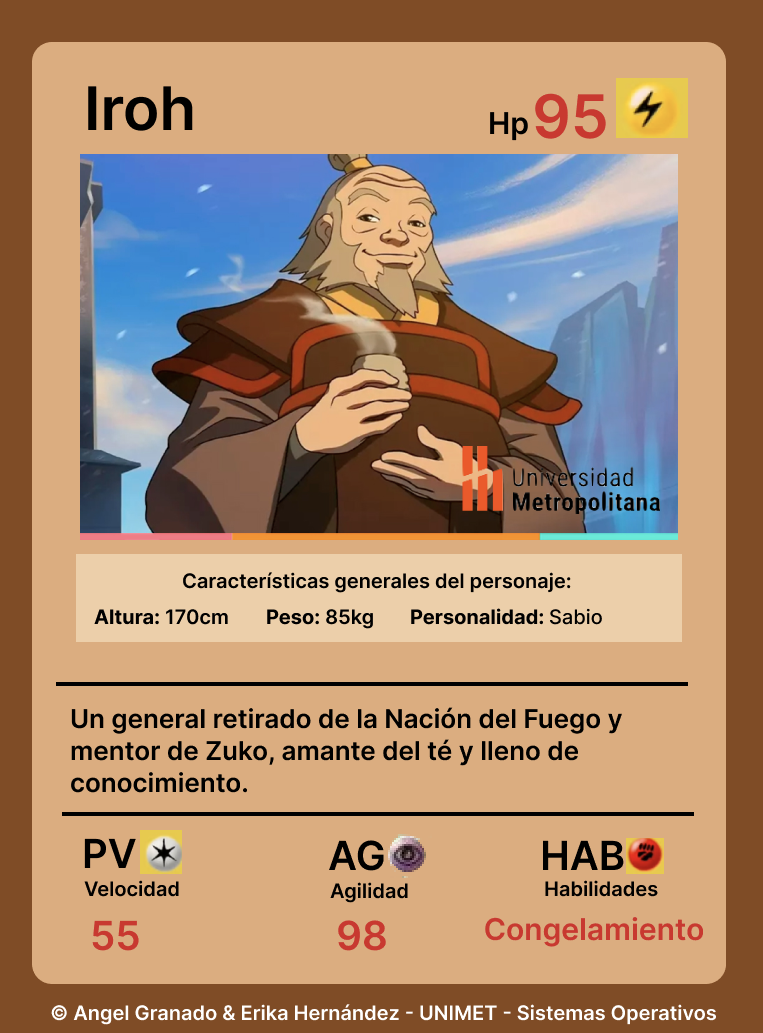 Iroh
Hp 95
Universidad
Metropolitana
Características generales del personaje:
Altura: 170cm Peso: 85kg Personalidad: Sabio
Un general retirado de la Nación del Fuego y
mentor de Zuko, amante del té y lleno de
conocimiento.
PV AG HAB
Velocidad Agilidad Habilidades
55 98 Congelamiento
© Angel Granado & Erika Hernández - UNIMET - Sistemas Operativos